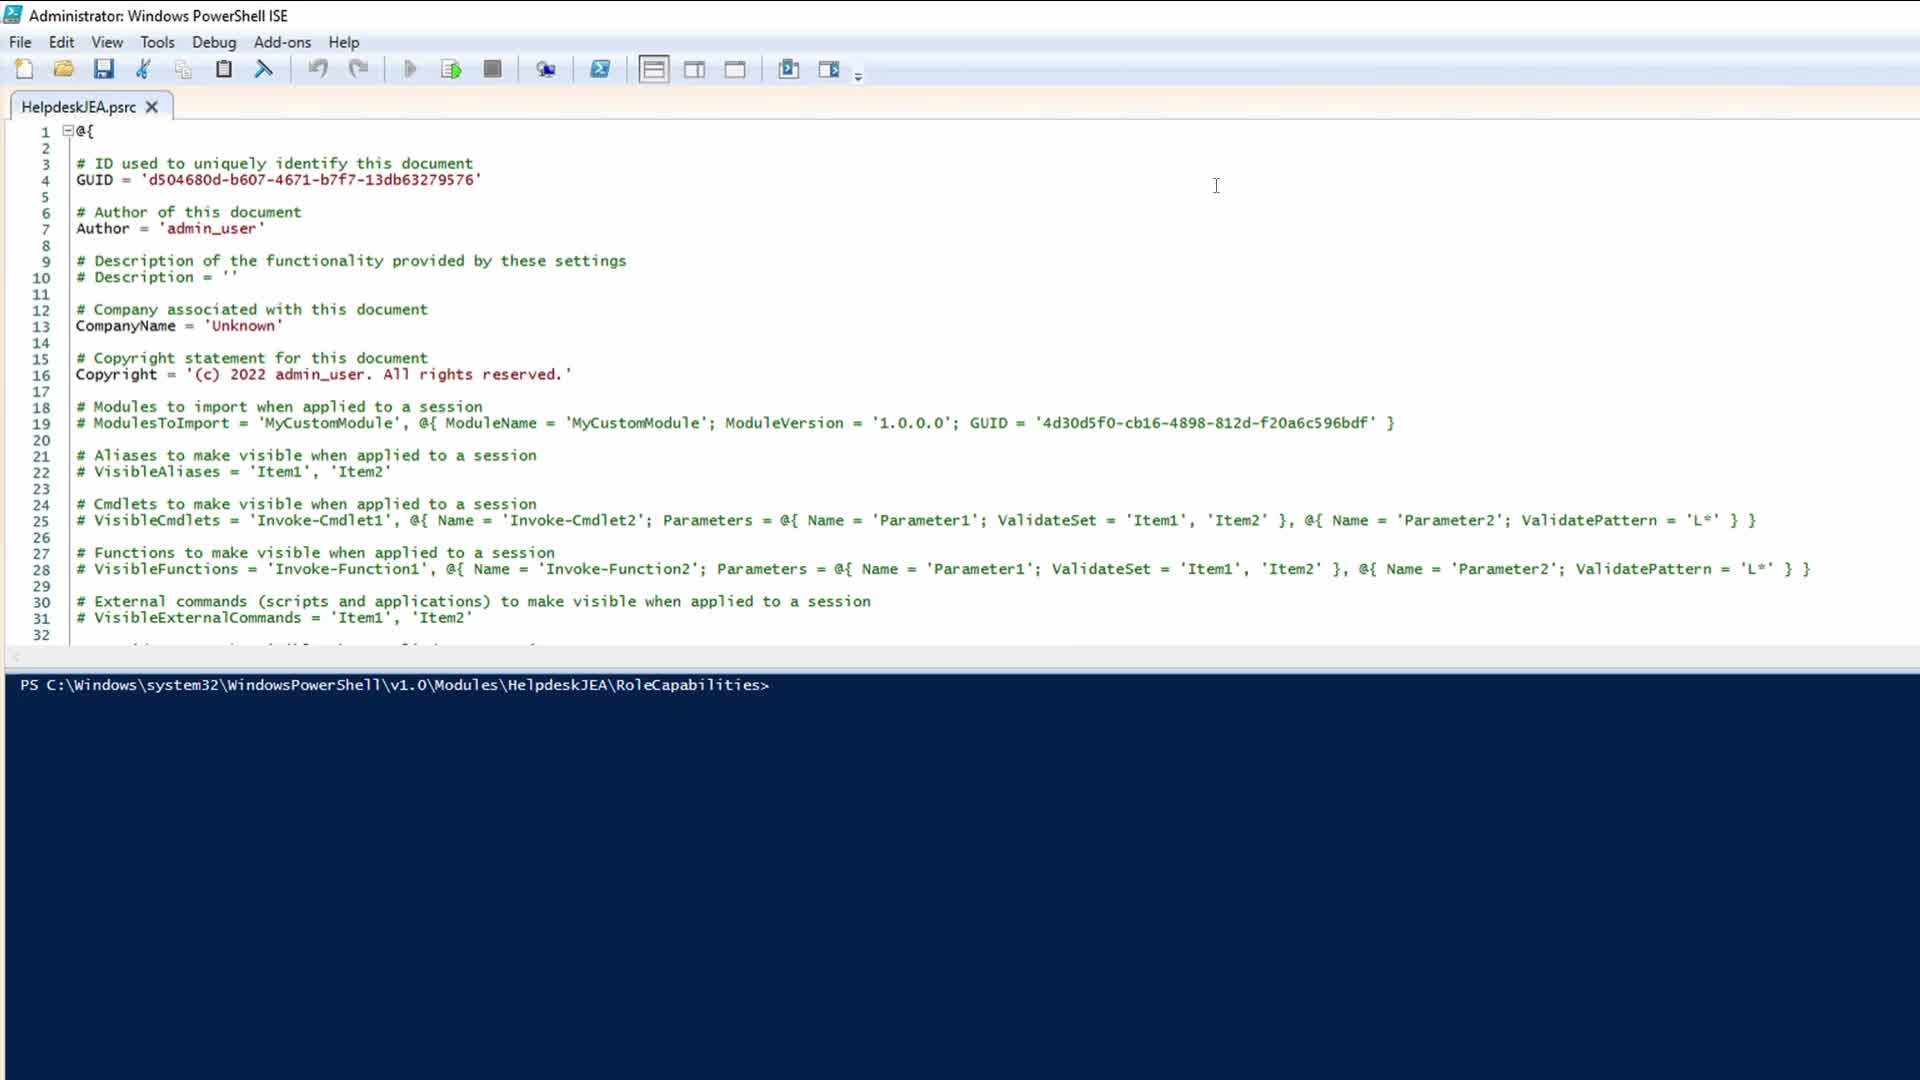 Administrator: Windows PowerShell ISE
File Edit View Tools Debug Add-ons Help
HelpdeskJEA.psrc
1 @{
2
3 # ID used to uniquely identify this document
4 GUID = 'd504680d-b607-4671-b7f7-13db63279576'
5
6 # Author of this document
7 Author = 'admin_user'
8
9 # Description of the functionality provided by these settings
10 # Description = ''
11
12 # Company associated with this document
13 CompanyName = 'Unknown'
14
15 # Copyright statement for this document
16 Copyright = '(c) 2022 admin_user. All rights reserved.'
17
18 # Modules to import when applied to a session
19 # ModulesToImport = 'MyCustomModule', @{ ModuleName = 'MyCustomModule'; ModuleVersion = '1.0.0.0'; GUID = '4d30d5f0-cb16-4898-812d-f20a6c596bdf' }
20
21 # Aliases to make visible when applied to a session
22 # VisibleAliases = 'Item1', 'Item2'
23
24 # Cmdlets to make visible when applied to a session
25 # VisibleCmdlets = 'Invoke-Cmdlet1', @{ Name = 'Invoke-Cmdlet2'; Parameters = @{ Name = 'Parameter1'; ValidateSet = 'Item1', 'Item2' }, @{ Name = 'Parameter2'; ValidatePattern = 'L*' } }
26
27 # Functions to make visible when applied to a session
28 # VisibleFunctions = 'Invoke-Function1', @{ Name = 'Invoke-Function2'; Parameters = @{ Name = 'Parameter1'; ValidateSet = 'Item1', 'Item2' }, @{ Name = 'Parameter2'; ValidatePattern = 'L*' } }
29
30 # External commands (scripts and applications) to make visible when applied to a session
31 # VisibleExternalCommands = 'Item1', 'Item2'
32
PS C:\Windows\system32\WindowsPowerShell\v1.0\Modules\HelpdeskJEA\RoleCapabilities>